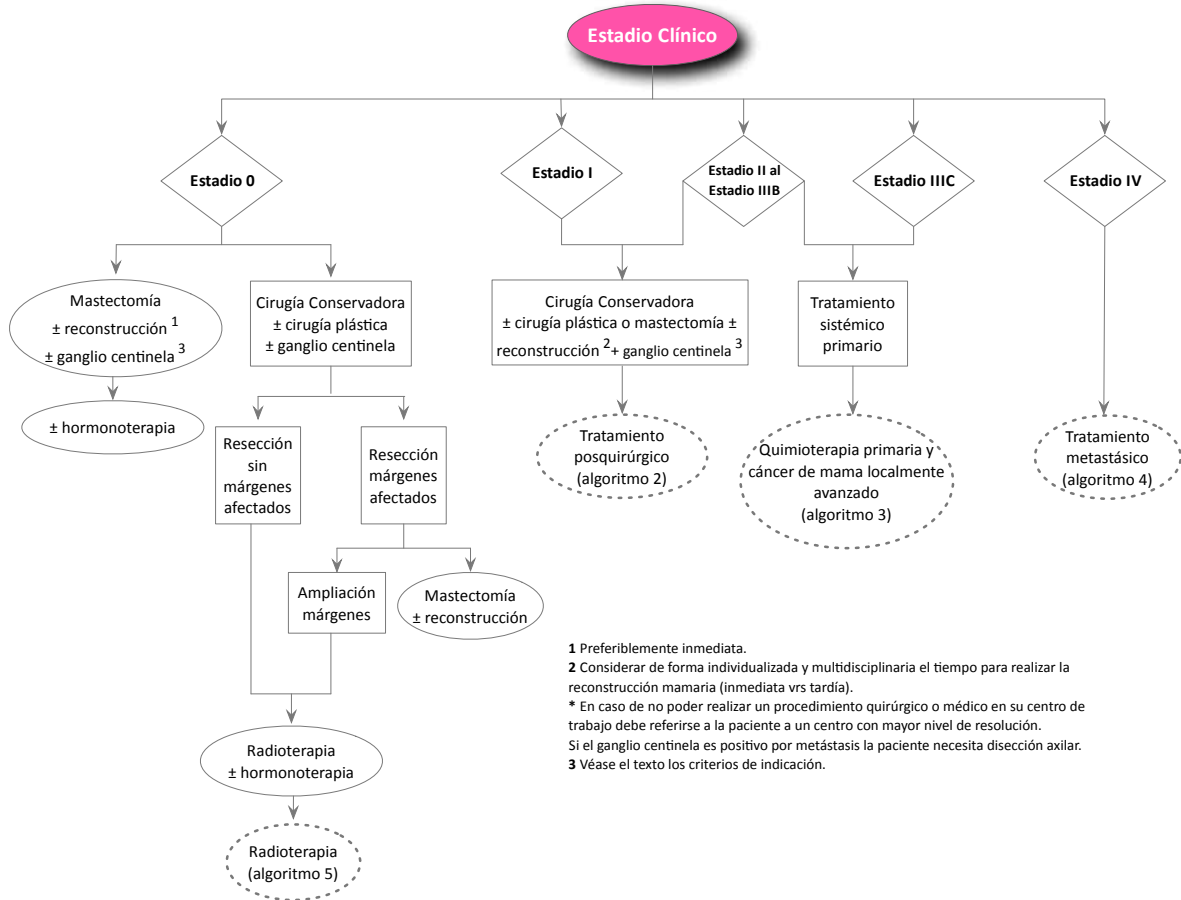 Estadio Clínico
Estadio 0
Estadio I
Estadio II al
Estadio IIIB
Estadio IIIC
Estadio IV
Mastectomía
± reconstrucción 1
± ganglio centinela 3
Cirugía Conservadora
± cirugía plástica
± ganglio centinela
Cirugía Conservadora
± cirugía plástica o mastectomía ±
reconstrucción 2 + ganglio centinela 3
Tratamiento
sistémico
primario
± hormonoterapia
Resección
sin
márgenes
afectados
Resección
márgenes
afectados
Tratamiento
posquirúrgico
(algoritmo 2)
Quimioterapia primaria y
cáncer de mama localmente
avanzado
(algoritmo 3)
Tratamiento
metastásico
(algoritmo 4)
Ampliación
márgenes
Mastectomía
± reconstrucción
1 Preferiblemente inmediata.
2 Considerar de forma individualizada y multidisciplinaria el tiempo para realizar la
reconstrucción mamaria (inmediata vrs tardía).
* En caso de no poder realizar un procedimiento quirúrgico o médico en su centro de
trabajo debe referirse a la paciente a un centro con mayor nivel de resolución.
Si el ganglio centinela es positivo por metástasis la paciente necesita disección axilar.
3 Véase el texto los criterios de indicación.
Radioterapia
± hormonoterapia
Radioterapia
(algoritmo 5)